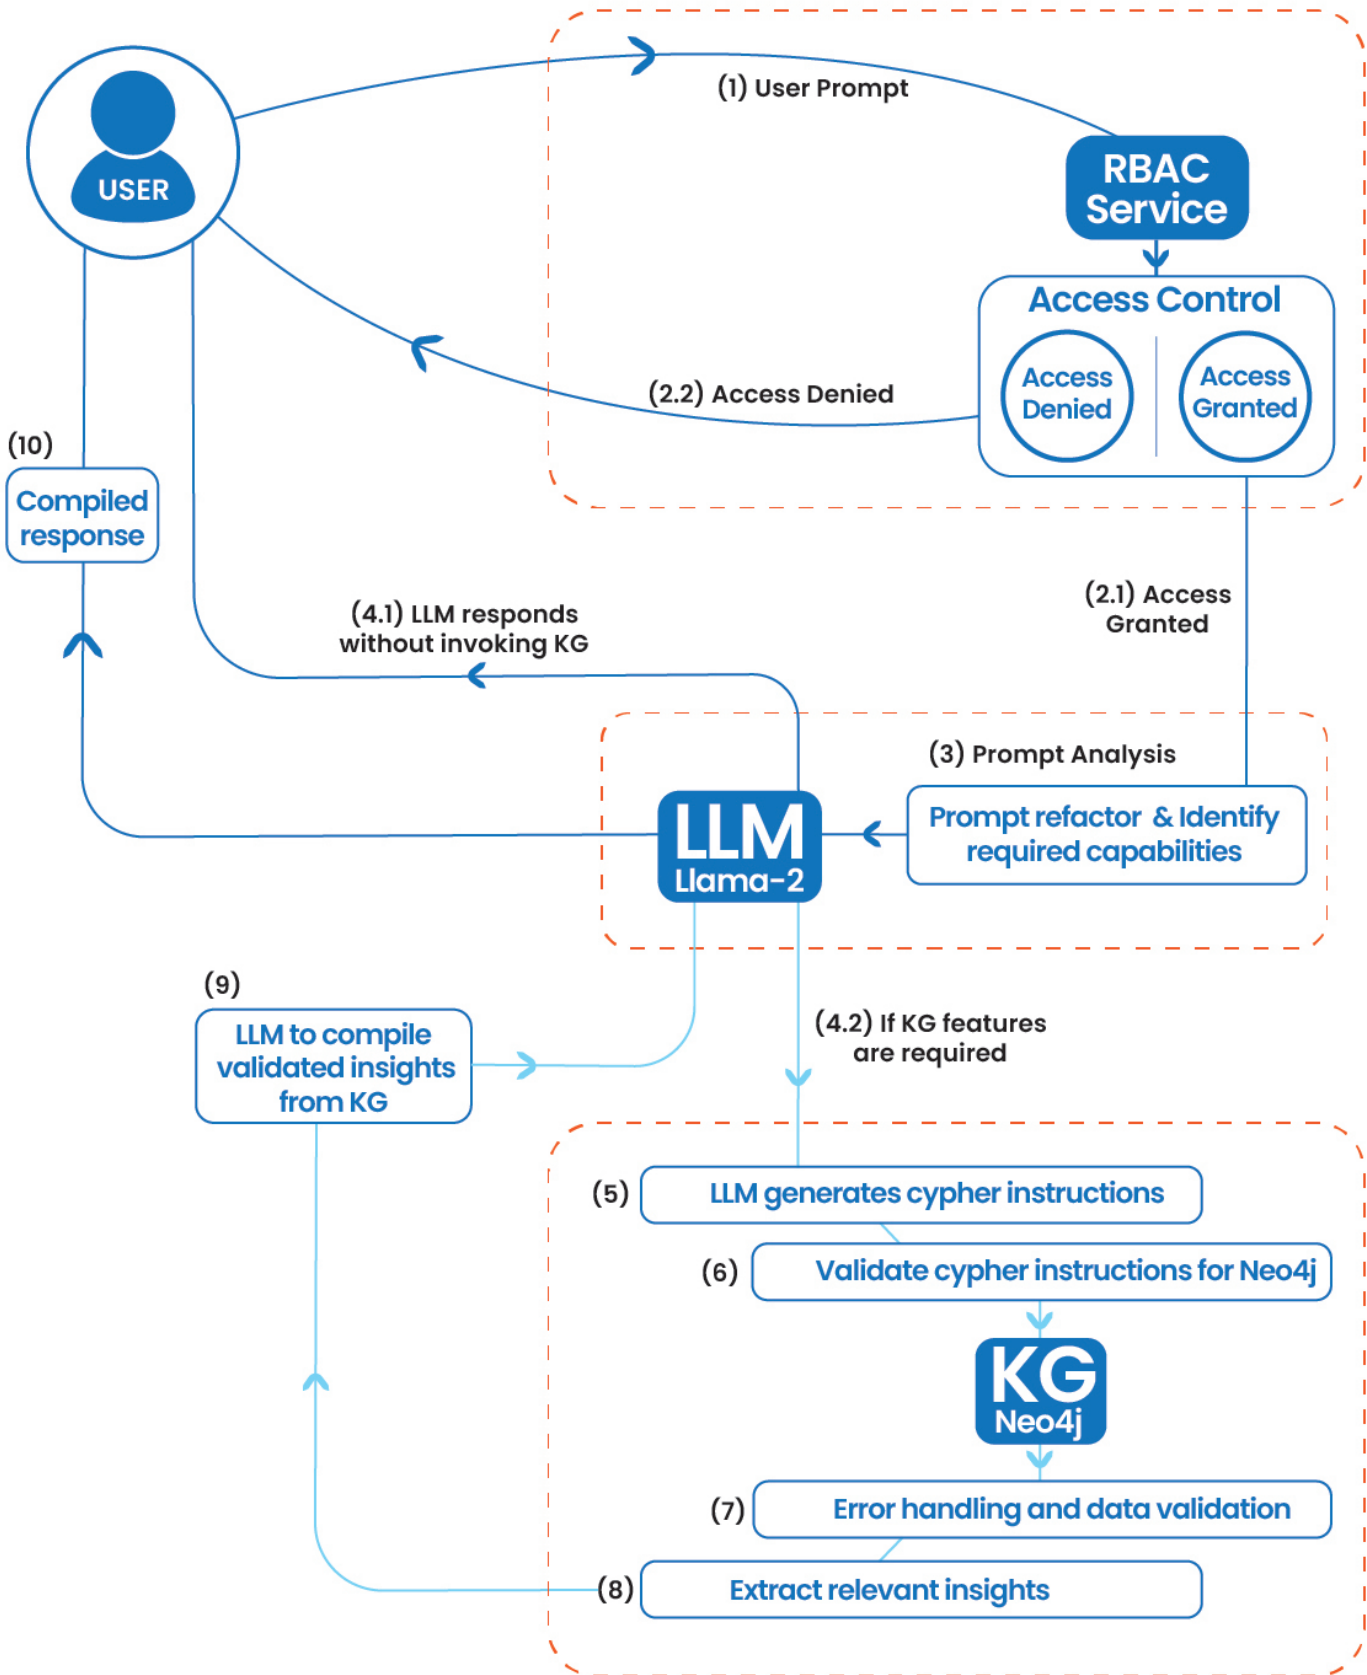 (1) User Prompt
USER
RBAC
Service
Access Control
Access
Denied
Access
Granted
(2.2) Access Denied
(10)
Compiled
response
(2.1) Access
Granted
(4.1) LLM responds
without invoking KG
(3) Prompt Analysis
LLM
Llama-2
Prompt refactor & Identify
required capabilities
(9)
LLM to compile
validated insights
from KG
(4.2) If KG features
are required
(5) LLM generates cypher instructions
(6) Validate cypher instructions for Neo4j
KG
Neo4j
(7) Error handling and data validation
(8) Extract relevant insights